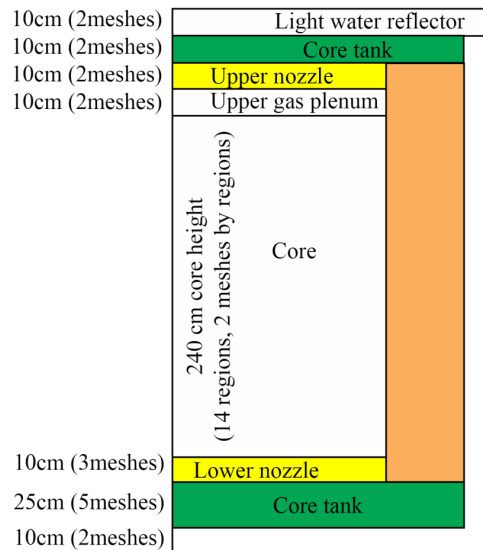 10cm (2meshes) Light water reflector
10cm (2meshes) Core tank
10cm (2meshes) Upper nozzle
10cm (2meshes) Upper gas plenum
240 cm core height
(14 regions, 2 meshes by regions)
Core
10cm (3meshes) Lower nozzle
25cm (5meshes) Core tank
10cm (2meshes)